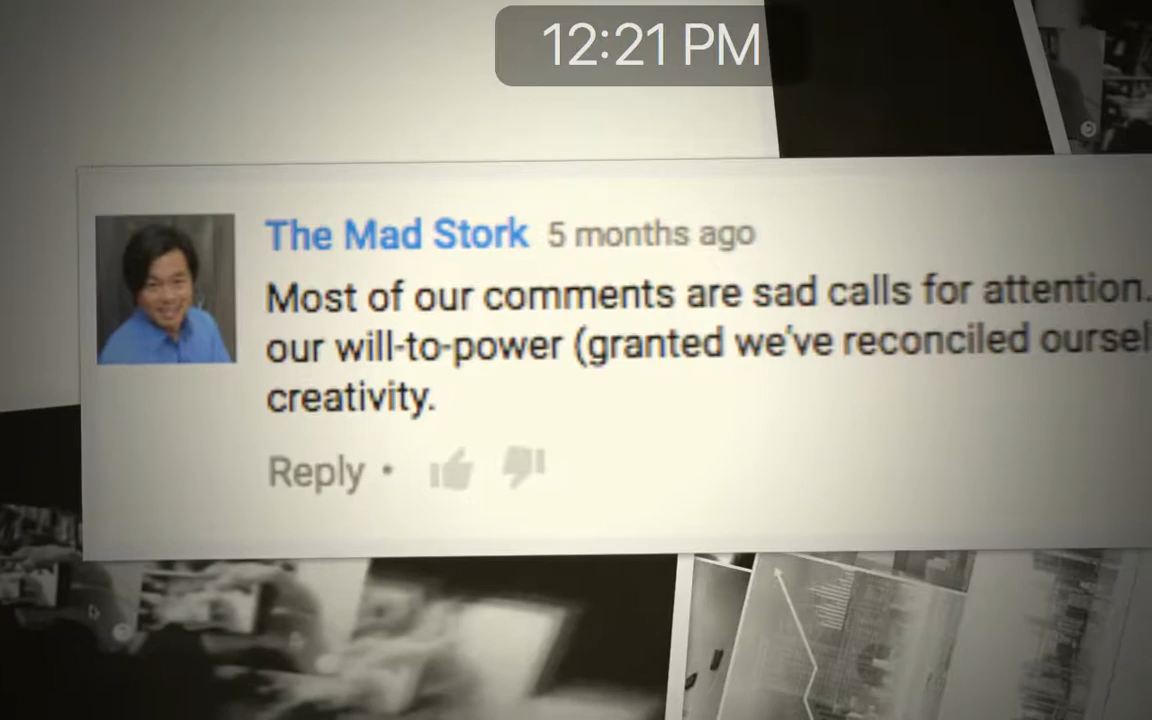 12:21 PM
The Mad Stork 5 months ago
Most of our comments are sad calls for attention.
our will-to-power (granted we've reconciled
creativity.
Reply •